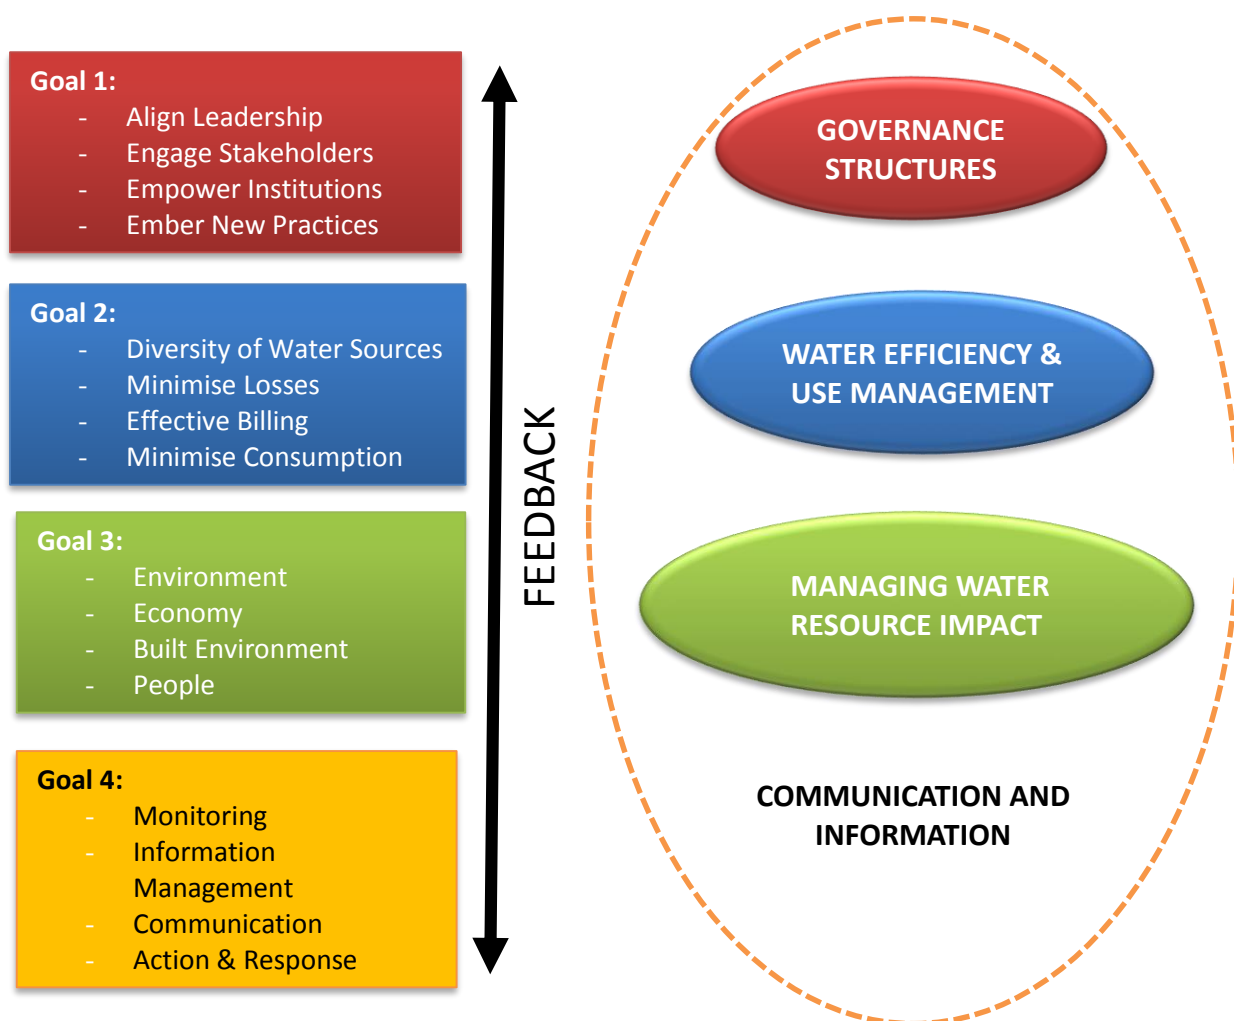 Goal 1:
- Align Leadership
- Engage Stakeholders
- Empower Institutions
- Ember New Practices
Goal 2:
- Diversity of Water Sources
- Minimise Losses
- Effective Billing
- Minimise Consumption
Goal 3:
- Environment
- Economy
- Built Environment
- People
Goal 4:
- Monitoring
- Information
Management
- Communication
- Action & Response
FEEDBACK
GOVERNANCE
STRUCTURES
WATER EFFICIENCY &
USE MANAGEMENT
MANAGING WATER
RESOURCE IMPACT
COMMUNICATION AND
INFORMATION